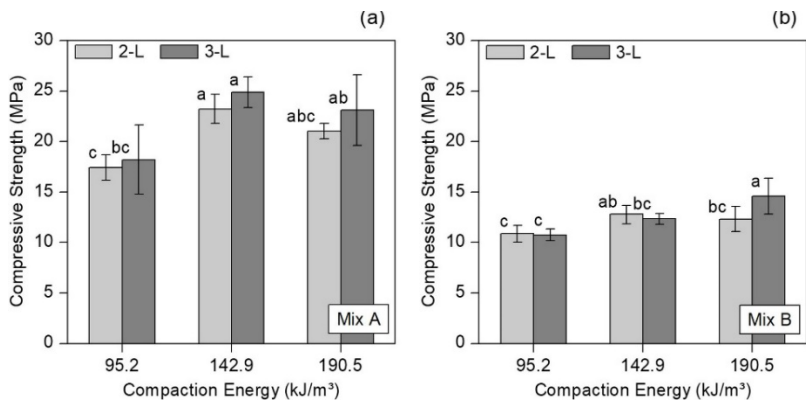 (a)
30
25
20
15
10
5
0
Compressive Strength (MPa)
2-L 3-L
c bc a a abc ab
Mix A
95.2 142.9 190.5
Compaction Energy (kJ/m³)
(b)
30
25
20
15
10
5
0
Compressive Strength (MPa)
2-L 3-L
c c ab bc bc a
Mix B
95.2 142.9 190.5
Compaction Energy (kJ/m³)